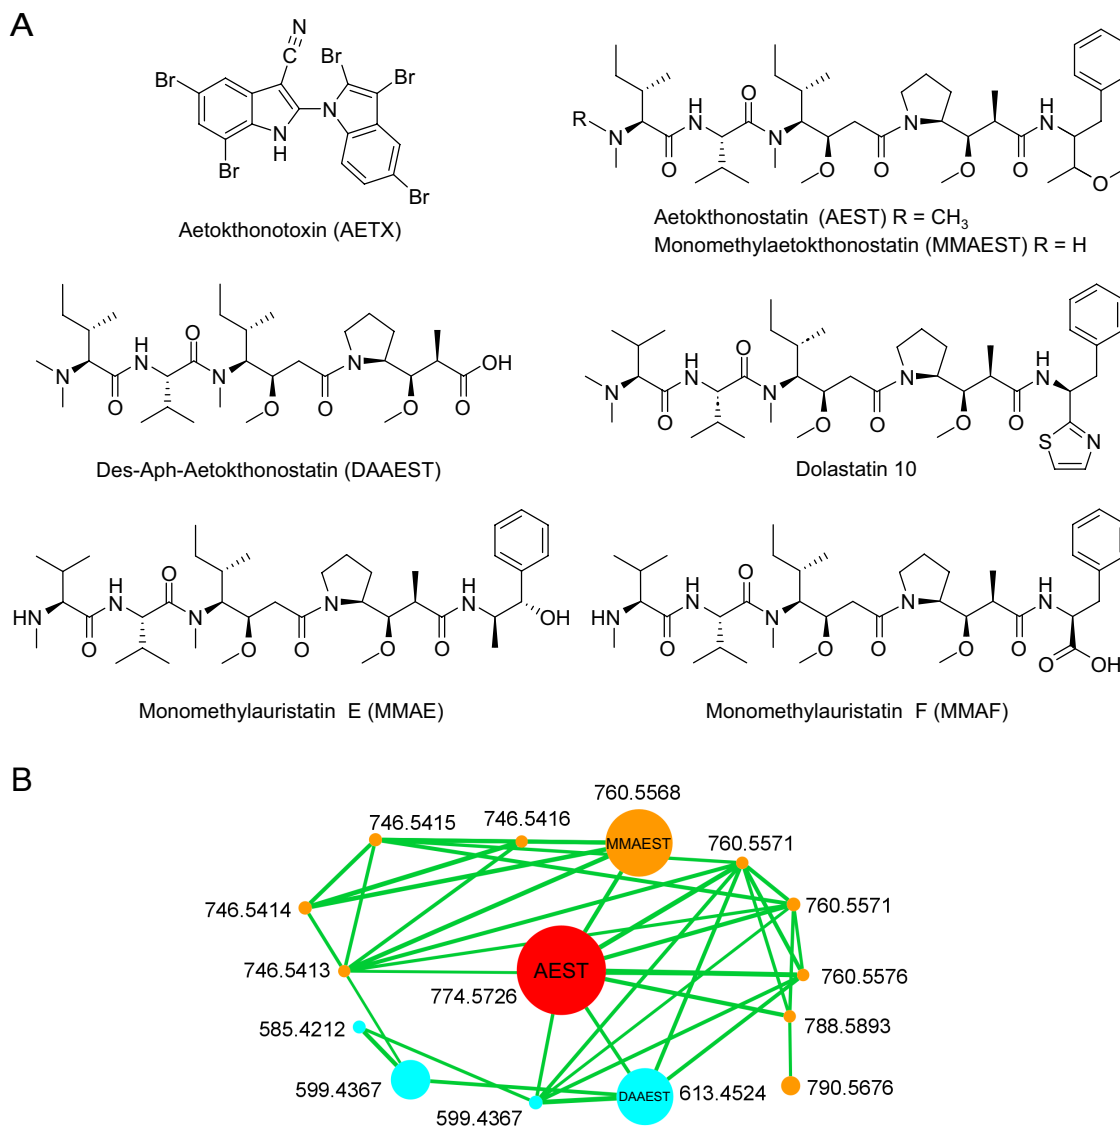 A
N
C
Br
Br
Br
Br
Br
N
N
H
Aetokthonotoxin (AETX)
R
N
O
H
N
O
N
O
O
N
O
O
H
N
O
Aetokthonostatin (AEST) R = CH3
Monomethylaetokthonostatin (MMAEST) R = H
N
O
H
N
O
N
O
O
N
O
O
OH
Des-Aph-Aetokthonostatin (DAAEST)
N
O
H
N
O
N
O
O
N
O
O
H
N
S
N
Dolastatin 10
HN
O
H
N
O
N
O
O
N
O
O
H
N
OH
Monomethylauristatin E (MMAE)
HN
O
H
N
O
N
O
O
N
O
O
H
N
O
OH
Monomethylauristatin F (MMAF)
B
760.5568
746.5415
746.5416
MMAEST
760.5571
746.5414
760.5571
746.5413
AEST
774.5726
760.5576
585.4212
788.5893
599.4367
599.4367
DAAEST
613.4524
790.5676